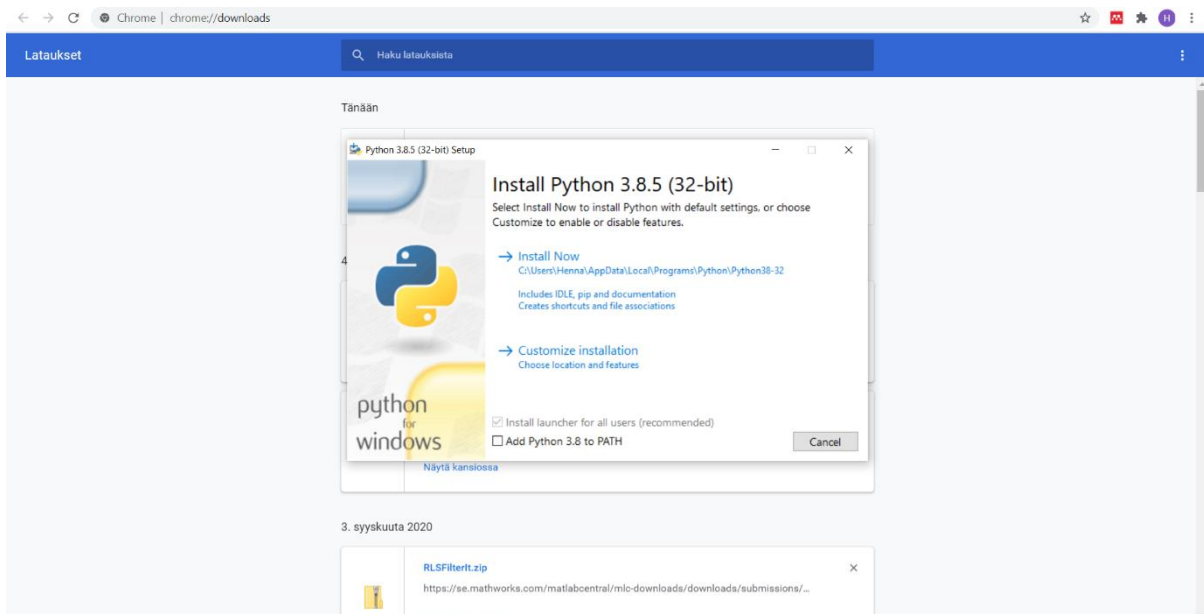 Chrome | chrome://downloads
H
Lataukset
Haku latauksista
Tänään
Python 3.8.5 (32-bit) Setup
Install Python 3.8.5 (32-bit)
Select Install Now to install Python with default settings, or choose
Customize to enable or disable features.
4
Install Now
C:\Users\Henna\AppData\Local\Programs\Python\Python38-32
Includes IDLE, pip and documentation
Creates shortcuts and file associations
Customize installation
Choose location and features
python
for
windows
Install launcher for all users (recommended)
Add Python 3.8 to PATH
Cancel
Näytä kansiossa
3. syyskuuta 2020
RLSFilterIt.zip
https://se.mathworks.com/matlabcentral/mlc-downloads/downloads/submissions/...